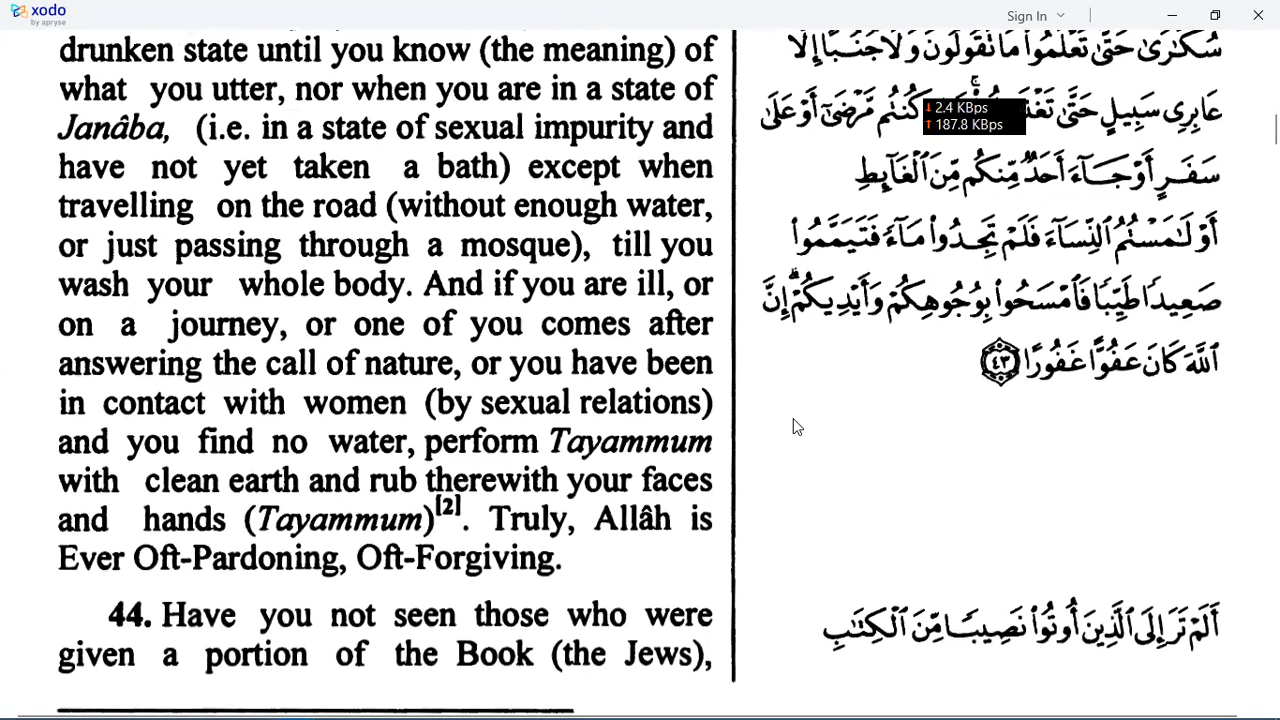 xodo
by apryse
Sign In
drunken state until you know (the meaning) of
what you utter, nor when you are in a state of
Janâba, (i.e. in a state of sexual impurity and
have not yet taken a bath) except when
travelling on the road (without enough water,
or just passing through a mosque), till you
wash your whole body. And if you are ill, or
on a journey, or one of you comes after
answering the call of nature, or you have been
in contact with women (by sexual relations)
and you find no water, perform Tayammum
with clean earth and rub therewith your faces
and hands (Tayammum)[2]. Truly, Allâh is
Ever Oft-Pardoning, Oft-Forgiving.
44. Have you not seen those who were
given a portion of the Book (the Jews),
سُكَٰرَىٰ حَتَّىٰ تَعْلَمُوا۟ مَا تَقُولُونَ وَلَا جُنُبًا إِلَّا
عَابِرِى سَبِيلٍ حَتَّىٰ كُنتُم مَّرْضَىٰٓ أَوْ عَلَىٰ
سَفَرٍ أَوْ جَآءَ أَحَدٌ مِّنكُم مِّنَ ٱلْغَآئِطِ
أَوْ لَٰمَسْتُمُ ٱلنِّسَآءَ فَلَمْ تَجِدُوا۟ مَآءً فَتَيَمَّمُوا۟
صَعِيدًا طَيِّبًا فَٱمْسَحُوا۟ بِوُجُوهِكُمْ وَأَيْدِيكُمْ ۗ إِنَّ
ٱللَّهَ كَانَ عَفُوًّا غَفُورًا ٤٣
أَلَمْ تَرَ إِلَى ٱلَّذِينَ أُوتُوا۟ نَصِيبًا مِّنَ ٱلْكِتَٰبِ
2.4 KBps
187.8 KBps